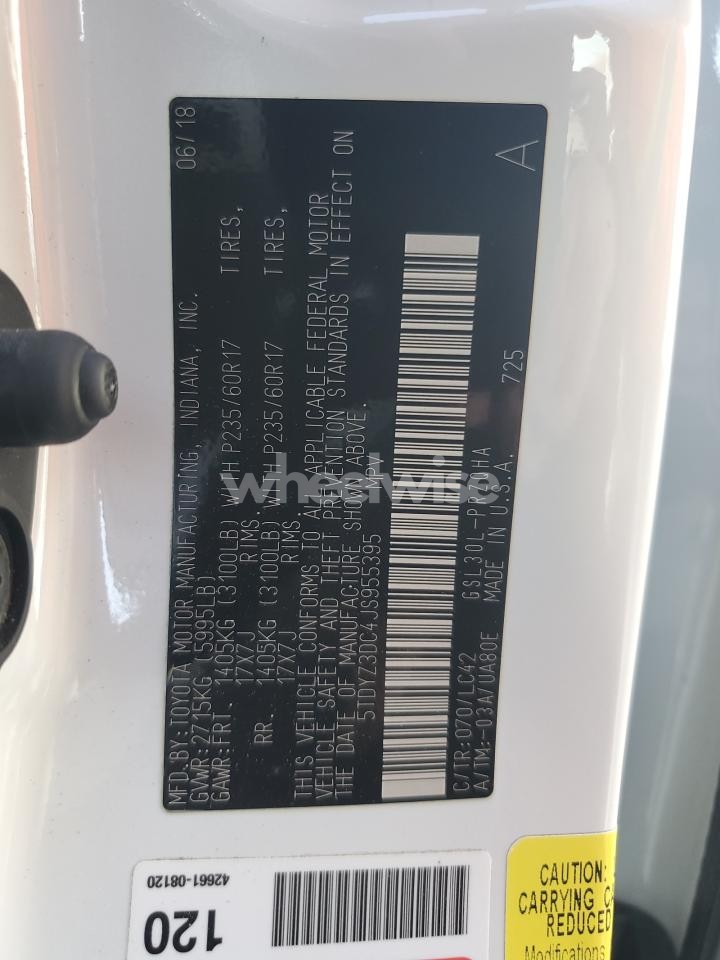 MFD.BY:TOYOTA MOTOR MANUFACTURING, INDIANA, INC. 06/18
GVWR:2715KG (5995LB)
GAWR:FRT. 1405KG (3100LB) WITH P235/60R17 TIRES,
17X7J RIMS
RR. 1405KG (3100LB) WITH P235/60R17 TIRES,
17X7J RIMS
THIS VEHICLE CONFORMS TO ALL APPLICABLE FEDERAL MOTOR
VEHICLE SAFETY AND THEFT PREVENTION STANDARDS IN EFFECT ON
THE DATE OF MANUFACTURE SHOWN ABOVE.
5TDYZ3DC4JS955395 MPV
C/TR:070/LC42 GSL30L- 725
A/TM:-03A/UA80E MADE IN U.S.A.
A
wheelwise
42661-08120
120
CAUTION:
CARRYING
REDUCED
Modifications